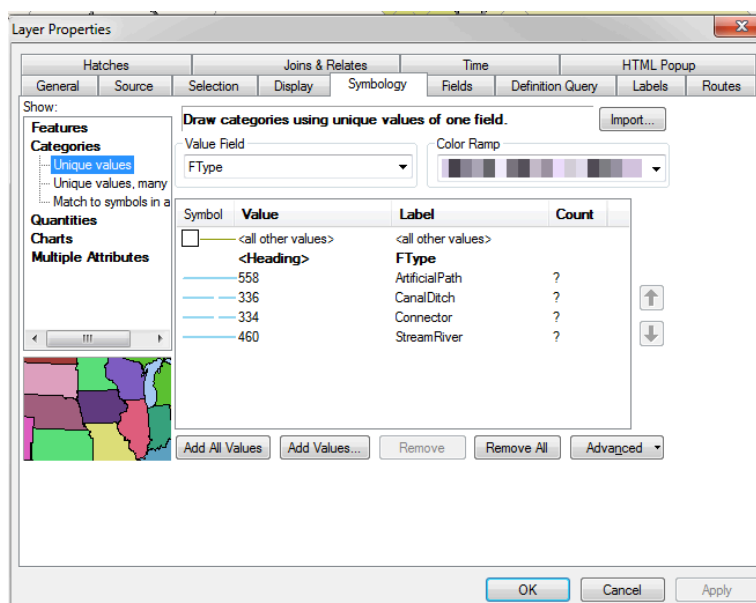 Layer Properties
Hatches Joins & Relates Time HTML Popup
General Source Selection Display Symbology Fields Definition Query Labels Routes
Show:
Features
Categories
Unique values
Unique values, many
Match to symbols in a
Quantities
Charts
Multiple Attributes
Draw categories using unique values of one field.
Import...
Value Field
FType
Color Ramp
Symbol Value Label Count
<all other values> <all other values>
<Heading> FType
558 ArtificialPath ?
336 CanalDitch ?
334 Connector ?
460 StreamRiver ?
Add All Values Add Values... Remove Remove All Advanced
OK Cancel Apply